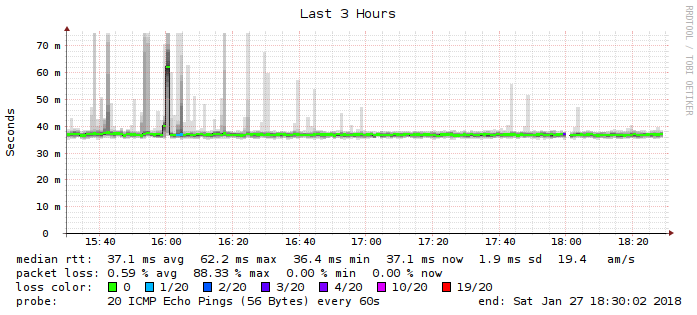 Last 3 Hours
RRDTOOL / TOBI OETIKER
Seconds
70 m
60 m
50 m
40 m
30 m
20 m
10 m
0
15:40 16:00 16:20 16:40 17:00 17:20 17:40 18:00 18:20
median rtt: 37.1 ms avg 62.2 ms max 36.4 ms min 37.1 ms now 1.9 ms sd 19.4 am/s
packet loss: 0.59 % avg 88.33 % max 0.00 % min 0.00 % now
loss color: 0 1/20 2/20 3/20 4/20 10/20 19/20
probe: 20 ICMP Echo Pings (56 Bytes) every 60s end: Sat Jan 27 18:30:02 2018